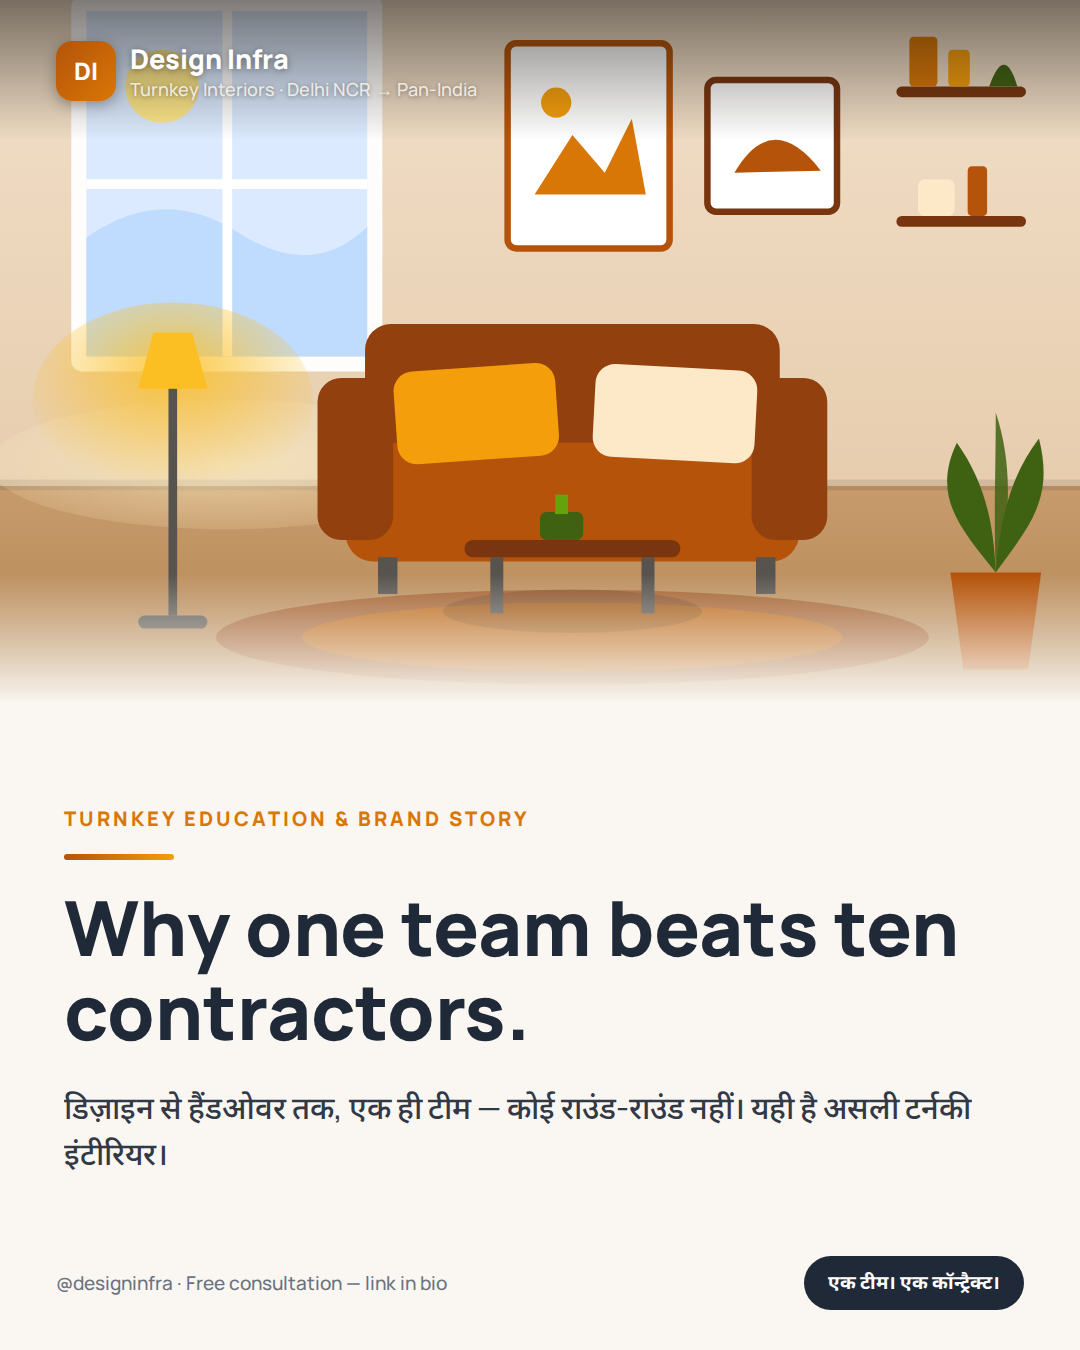 DI
Design Infra
Turnkey Interiors · Delhi NCR → Pan-India
TURNKEY EDUCATION & BRAND STORY
Why one team beats ten
contractors.
डिज़ाइन से हैंडओवर तक, एक ही टीम — कोई राउंड-राउंड नहीं। यही है असली टर्नकी
इंटीरियर।
@designinfra · Free consultation — link in bio
एक टीम। एक कॉन्ट्रैक्ट।